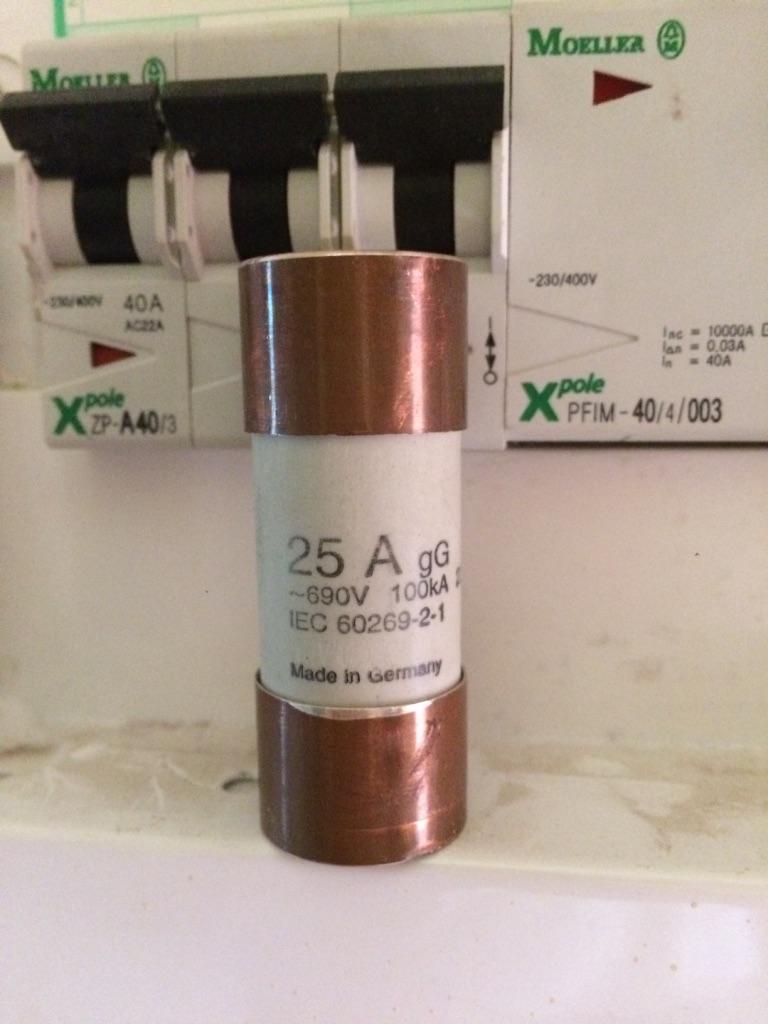 MOELLER
MOELLER
~230/400V 40A
AC22A
Xpole
ZP-A40/3
~230/400V
Inc = 10000A
IΔn = 0,03A
In = 40A
Xpole
PFIM-40/4/003
25 A gG
~690V 100kA
IEC 60269-2-1
Made in Germany